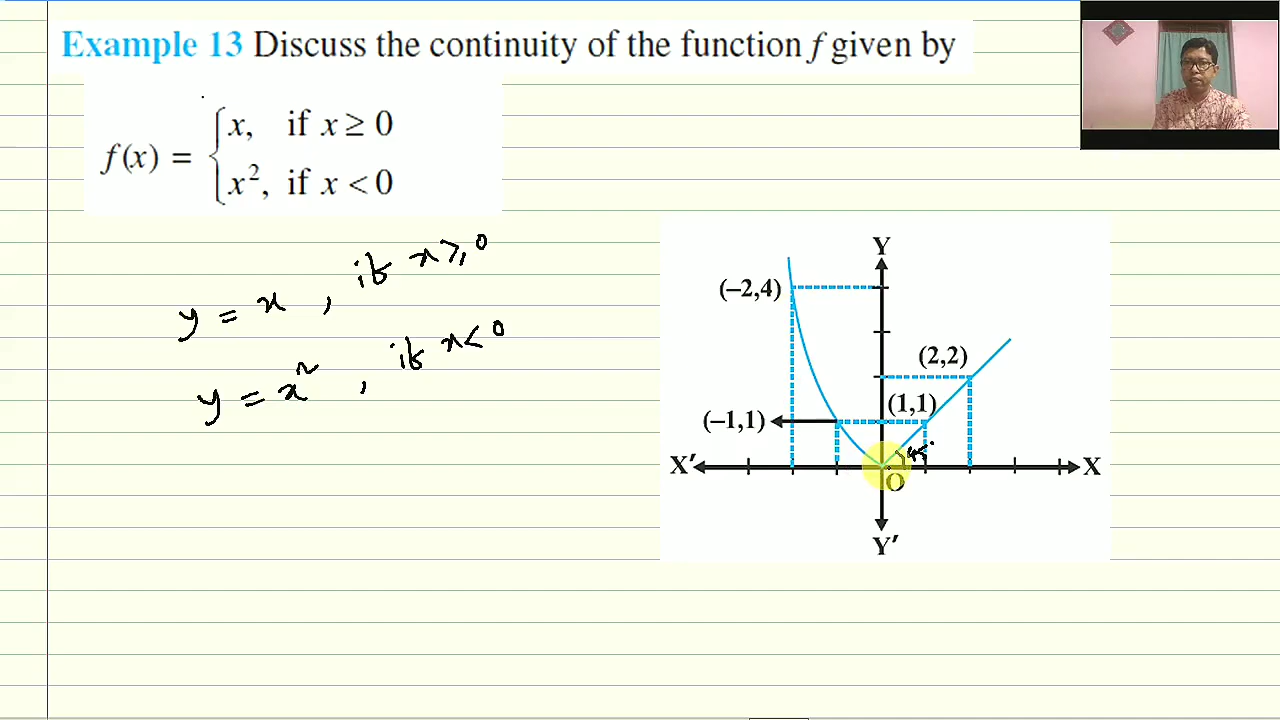 Example 13 Discuss the continuity of the function f given by
f(x) = { x, if x ≥ 0
x², if x < 0
y = x , if x ≥ 0
y = x² , if x < 0
Y
(–2,4)
(2,2)
(1,1)
(–1,1)
45°
X′ X
O
Y′